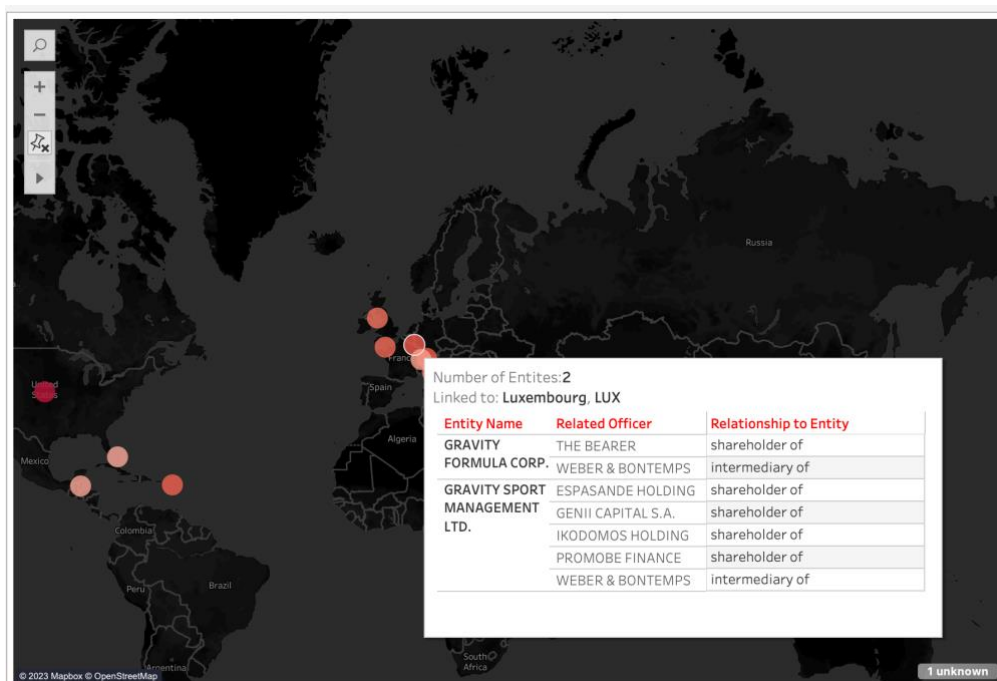 Russia
United
States
France
Spain
Algeria
Mexico
Colombia
Brazil
Peru
Argentina
South
Africa
Number of Entites:2
Linked to: Luxembourg, LUX
Entity Name Related Officer Relationship to Entity
GRAVITY FORMULA CORP. THE BEARER shareholder of
WEBER & BONTEMPS intermediary of
GRAVITY SPORT MANAGEMENT LTD. ESPASANDE HOLDING shareholder of
GENII CAPITAL S.A. shareholder of
IKODOMOS HOLDING shareholder of
PROMOBE FINANCE shareholder of
WEBER & BONTEMPS intermediary of
© 2023 Mapbox © OpenStreetMap
1 unknown